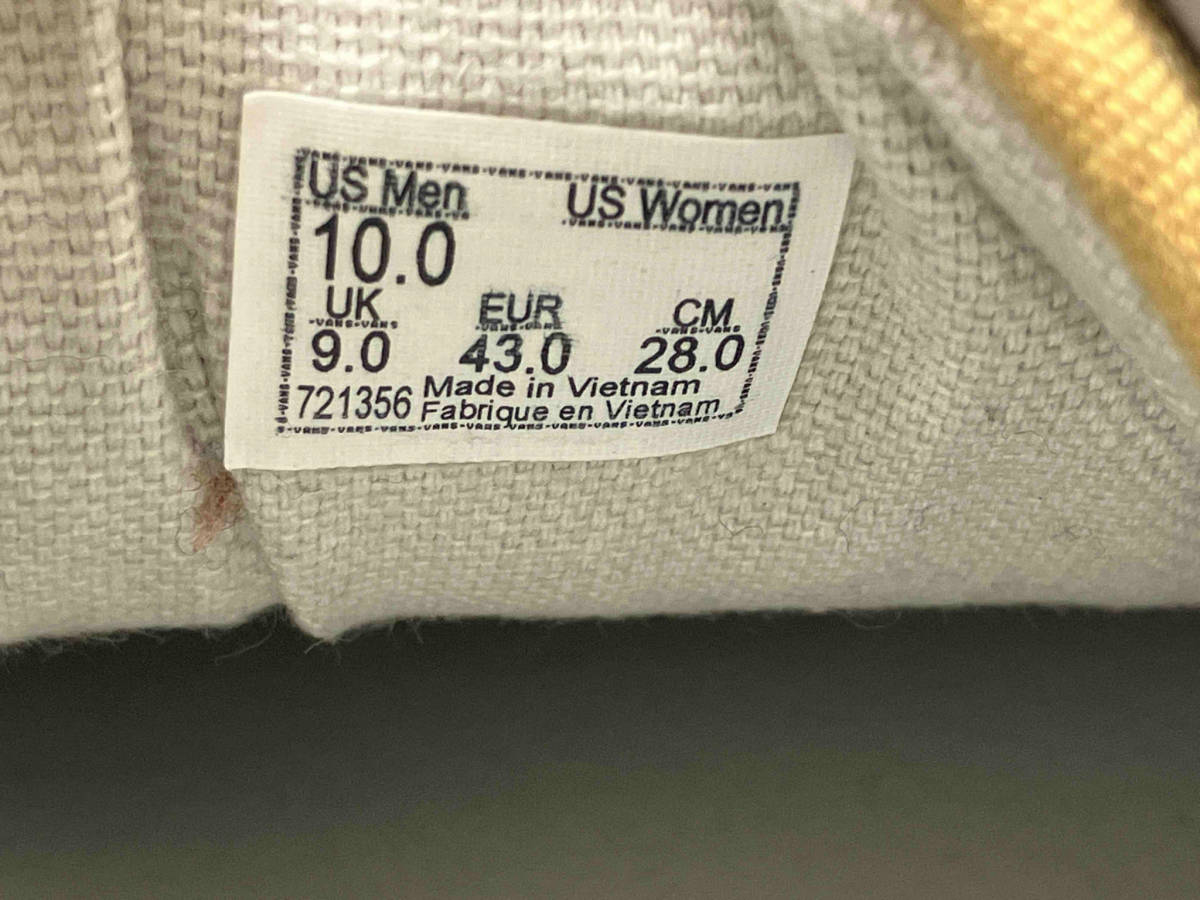 US Men US Women
10.0
UK EUR CM
9.0 43.0 28.0
721356 Made in Vietnam
Fabrique en Vietnam